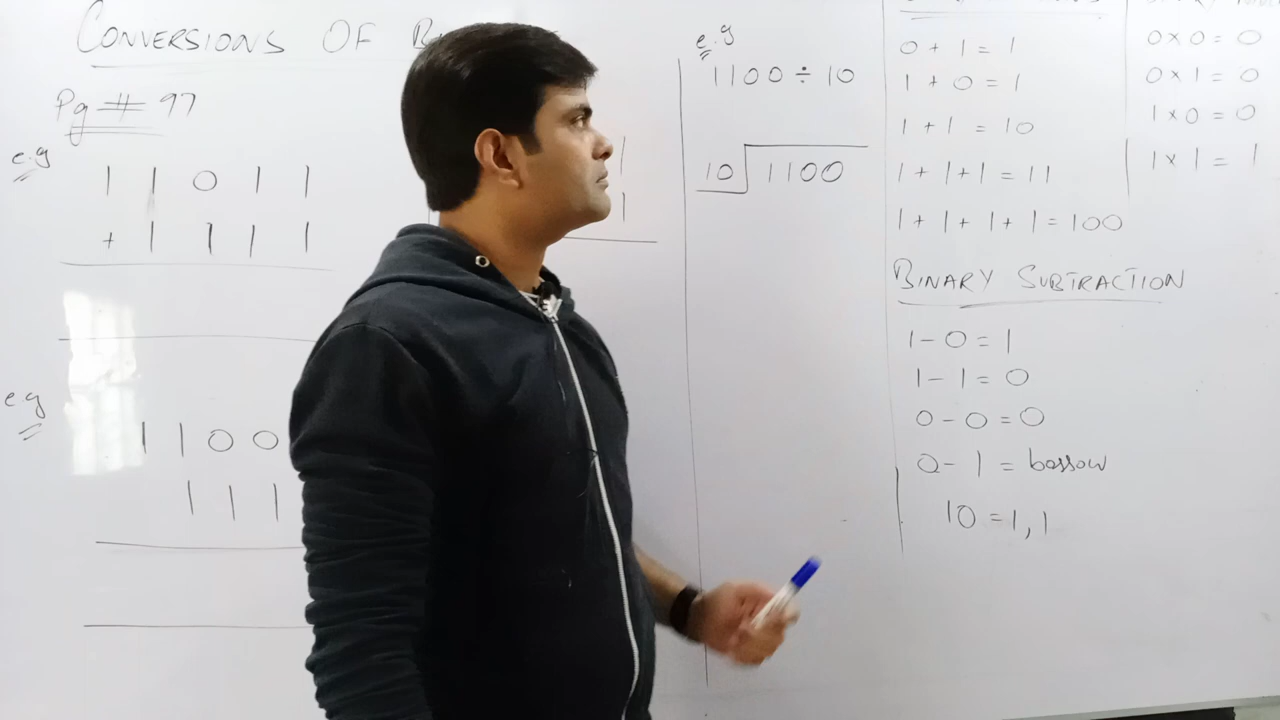 CONVERSIONS OF
Pg # 97
e.g
1 1 0 1 1
+ 1 1 1 1
e.g
1 1 0 0
1 1 1
1
1
e.g
1100 ÷ 10
10 1100
0 + 1 = 1
1 + 0 = 1
1 + 1 = 10
1 + 1 + 1 = 11
1 + 1 + 1 + 1 = 100
BINARY SUBTRACTION
1 - 0 = 1
1 - 1 = 0
0 - 0 = 0
0 - 1 = borrow
10 = 1, 1
0 x 0 = 0
0 x 1 = 0
1 x 0 = 0
1 x 1 = 1